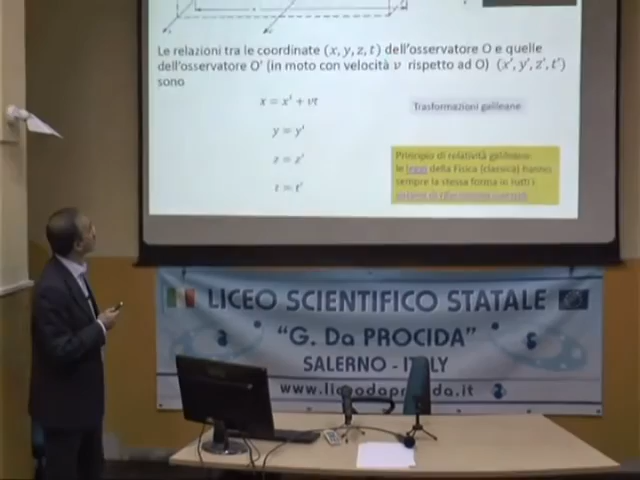 Le relazioni tra le coordinate (x, y, z, t) dell'osservatore O e quelle
dell'osservatore O' (in moto con velocità v rispetto ad O) (x', y', z', t')
sono
x = x' + vt
Trasformazioni galileiane
y = y'
z = z'
t = t'
Principio di relatività galileiano
le leggi della Fisica (classica) hanno
sempre la stessa forma in tutti i
LICEO SCIENTIFICO STATALE
"G. Da PROCIDA"
SALERNO - ITALY
www.liceodaprocida.it